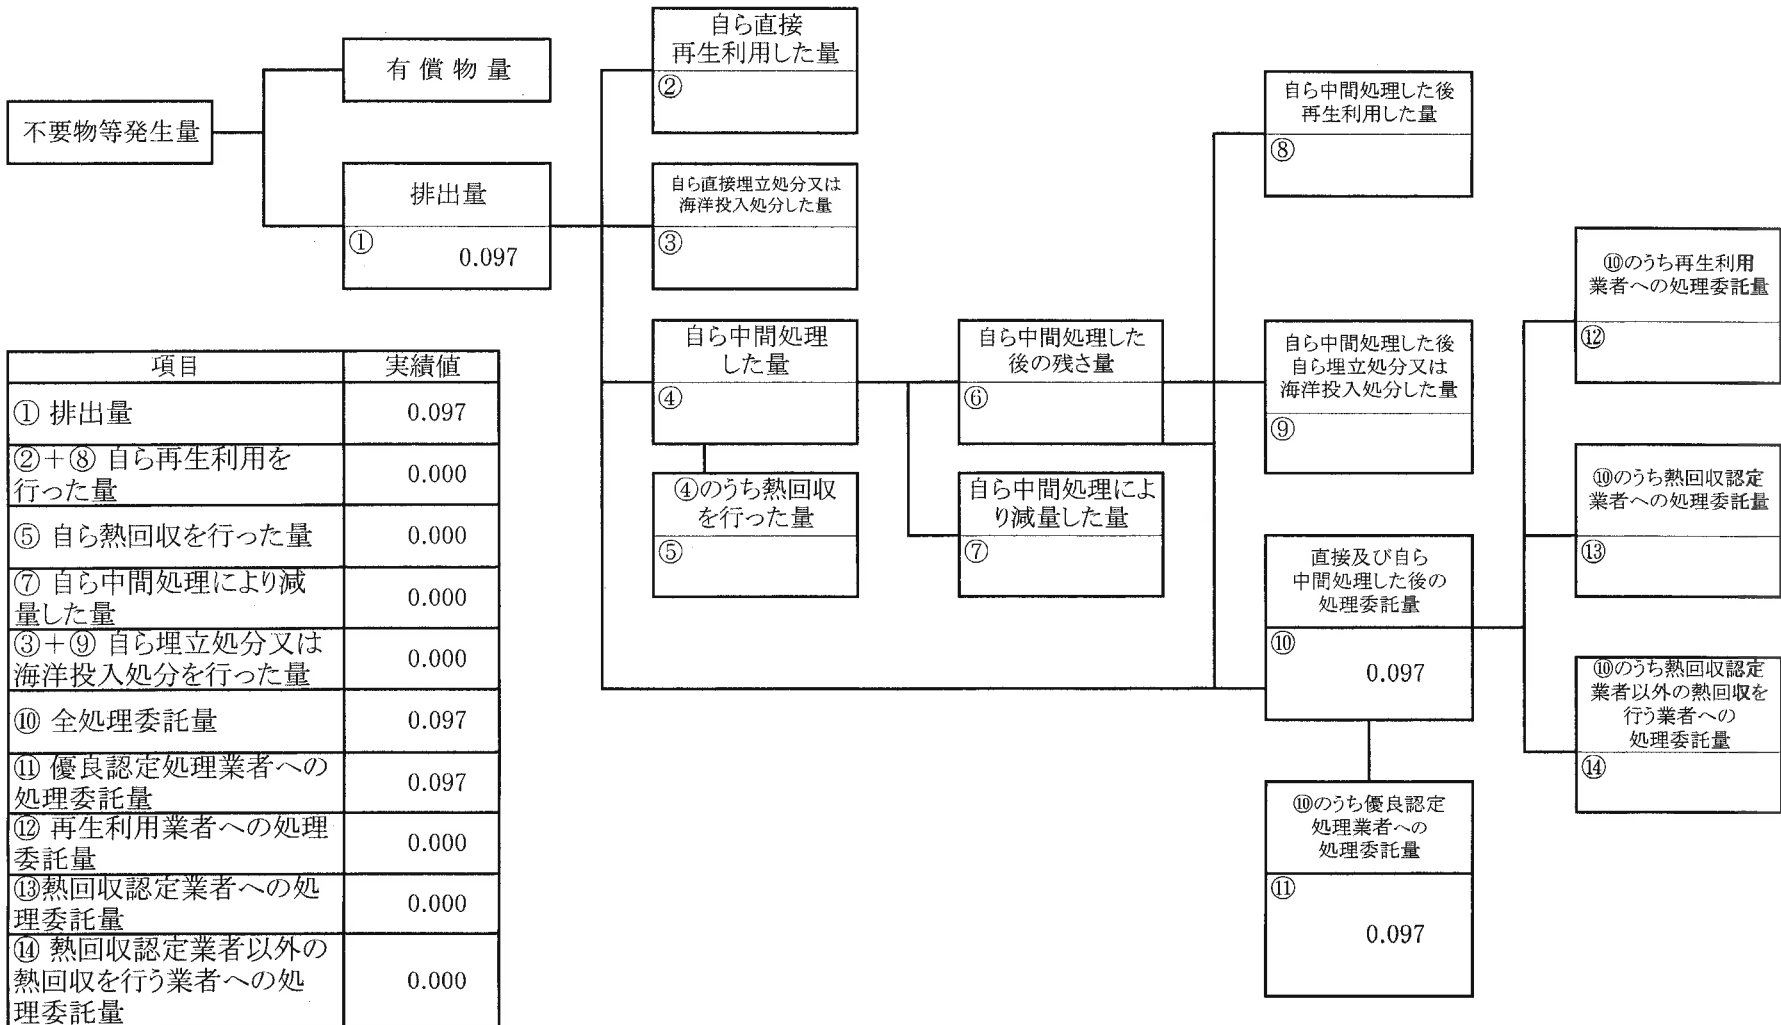 不要物等発生量
有償物量
排出量
①
0.097
自ら直接
再生利用した量
②
自ら直接埋立処分又は
海洋投入処分した量
③
自ら中間処理
した量
④
④のうち熱回収
を行った量
⑤
自ら中間処理した
後の残さ量
⑥
自ら中間処理によ
り減量した量
⑦
自ら中間処理した後
再生利用した量
⑧
自ら中間処理した後
自ら埋立処分又は
海洋投入処分した量
⑨
直接及び自ら
中間処理した後の
処理委託量
⑩
0.097
⑩のうち優良認定
処理業者への
処理委託量
⑪
0.097
⑩のうち再生利用
業者への処理委託量
⑫
⑩のうち熱回収認定
業者への処理委託量
⑬
⑩のうち熱回収認定
業者以外の熱回収を
行う業者への
処理委託量
⑭
項目 実績値
① 排出量 0.097
②+⑧ 自ら再生利用を
行った量 0.000
⑤ 自ら熱回収を行った量 0.000
⑦ 自ら中間処理により減
量した量 0.000
③+⑨ 自ら埋立処分又は
海洋投入処分を行った量 0.000
⑩ 全処理委託量 0.097
⑪ 優良認定処理業者への
処理委託量 0.097
⑫ 再生利用業者への処理
委託量 0.000
⑬熱回収認定業者への処
理委託量 0.000
⑭ 熱回収認定業者以外の
熱回収を行う業者への処
理委託量 0.000